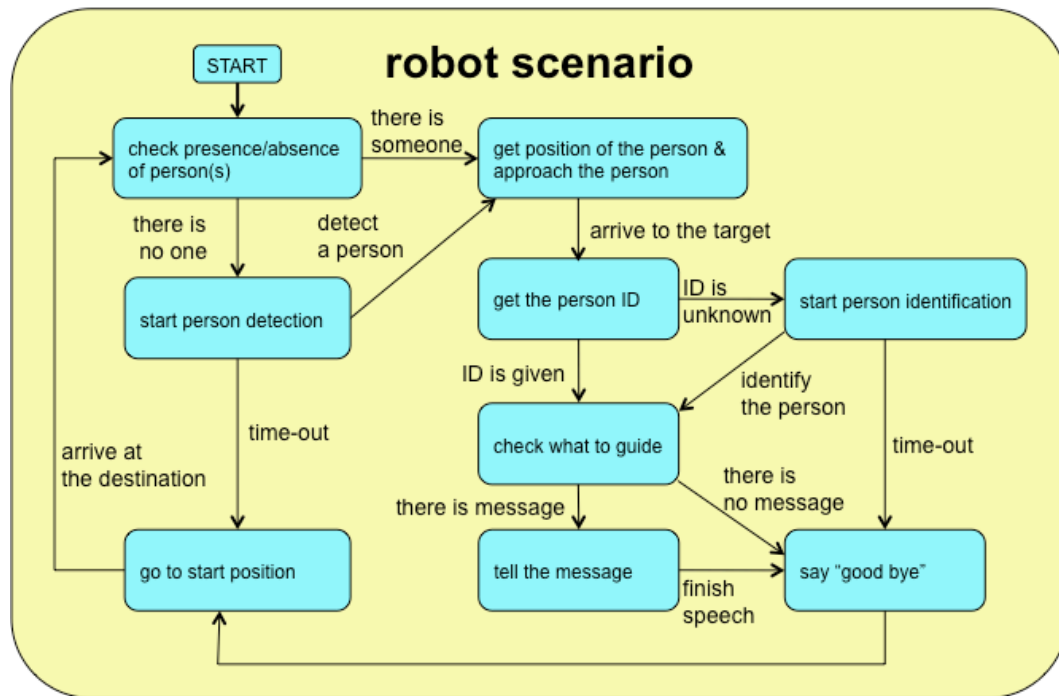 robot scenario
START
check presence/absence
of person(s)
there is
someone
get position of the person &
approach the person
there is
no one
detect
a person
arrive to the target
start person detection
get the person ID
ID is
unknown
start person identification
ID is given
identify
the person
time-out
arrive at
the destination
check what to guide
time-out
there is message
there is
no message
go to start position
tell the message
finish
speech
say “good bye”